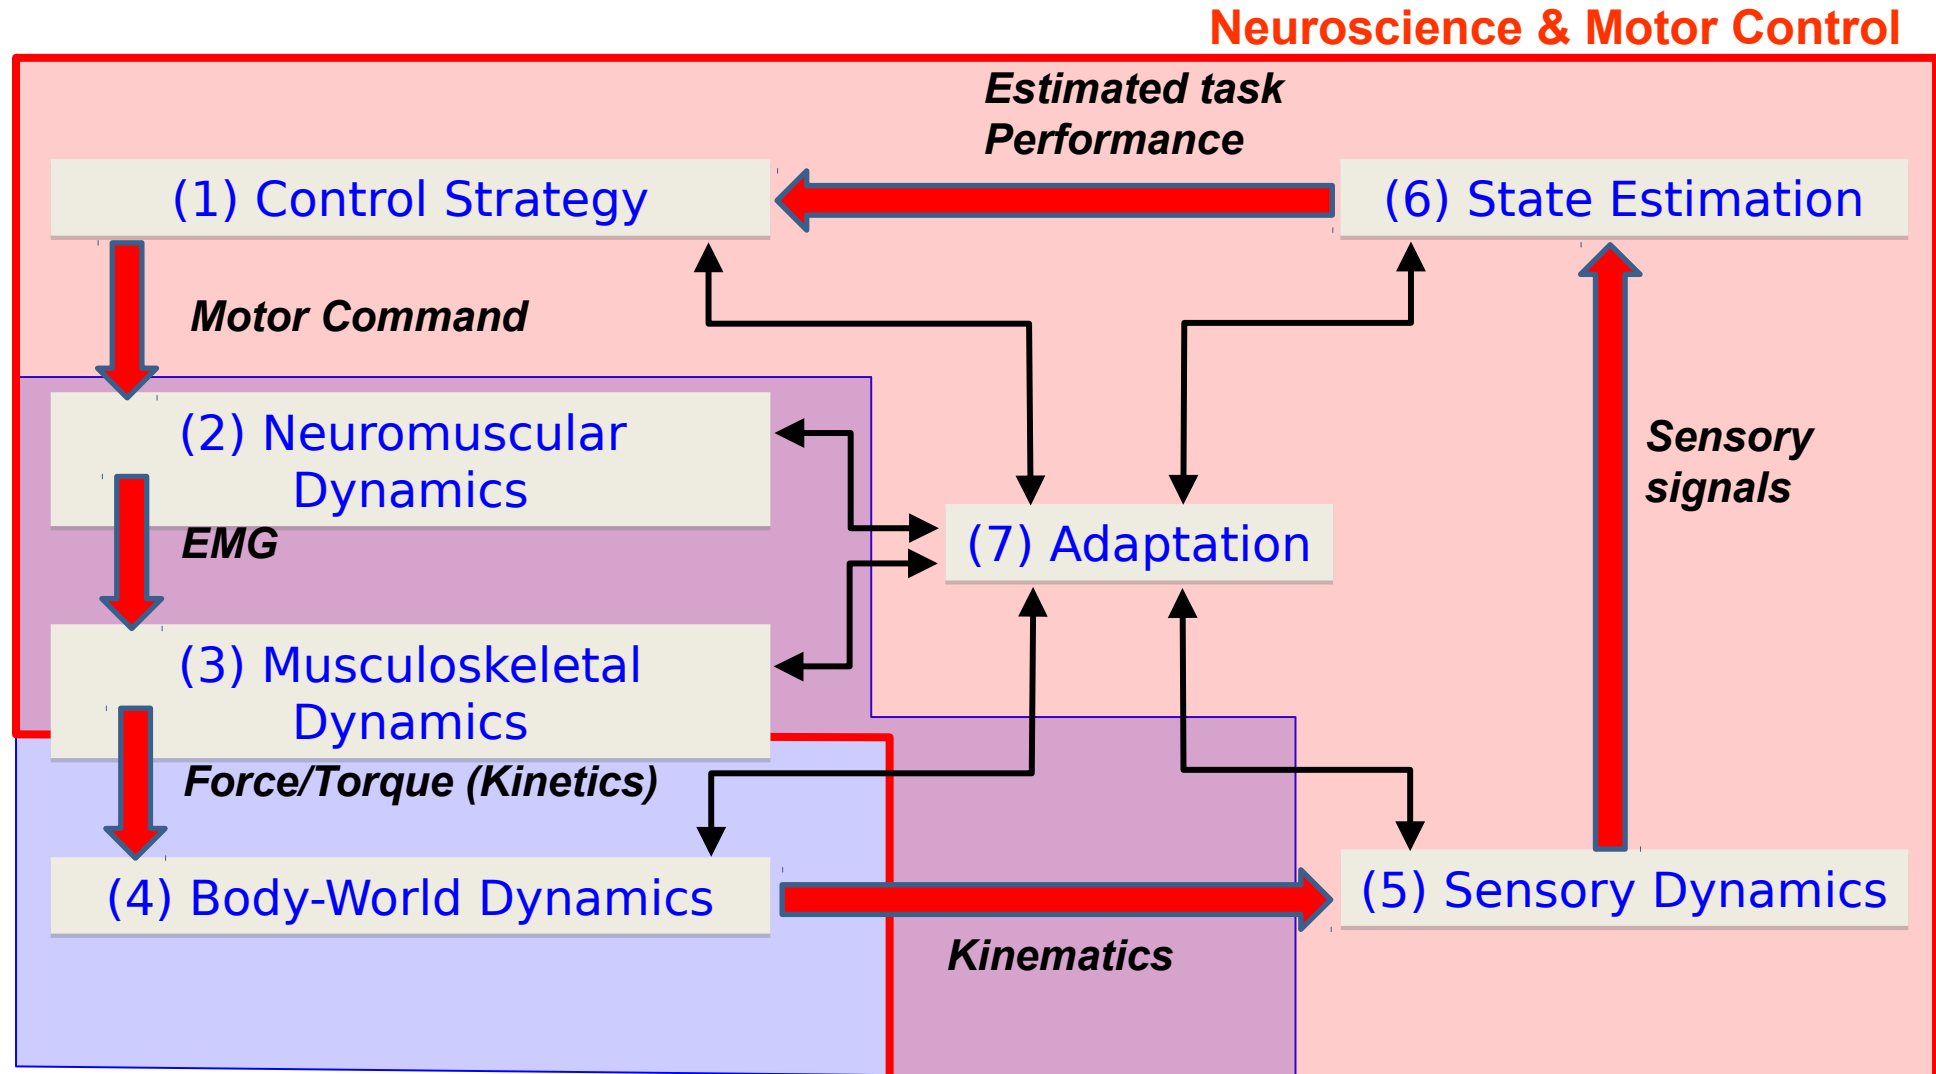 Neuroscience & Motor Control
Estimated task
Performance
(1) Control Strategy
(6) State Estimation
Motor Command
(2) Neuromuscular
Dynamics
Sensory
signals
EMG
(7) Adaptation
(3) Musculoskeletal
Dynamics
Force/Torque (Kinetics)
(4) Body-World Dynamics
(5) Sensory Dynamics
Kinematics